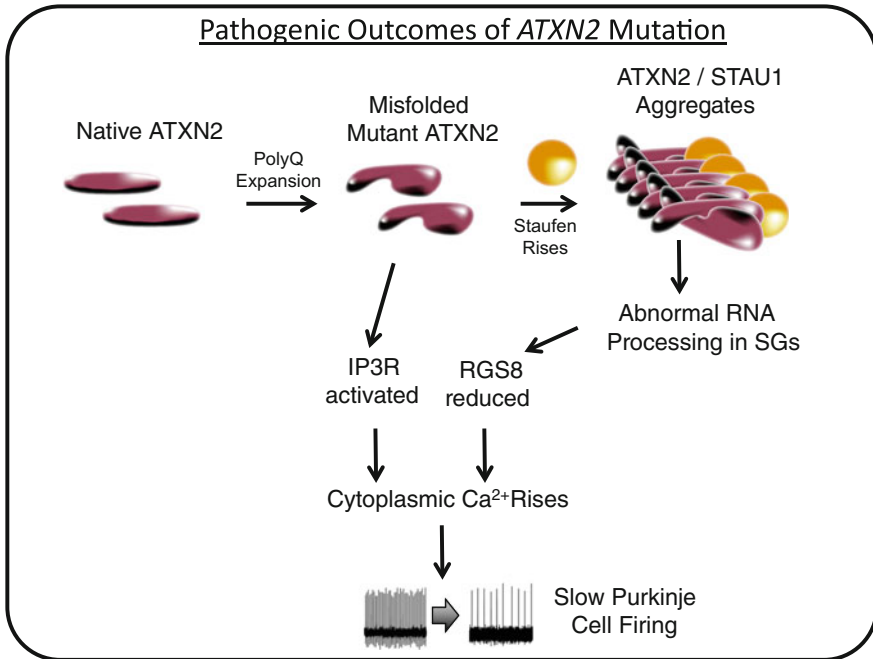 Pathogenic Outcomes of ATXN2 Mutation
Native ATXN2
PolyQ
Expansion
Misfolded
Mutant ATXN2
Staufen
Rises
ATXN2 / STAU1
Aggregates
Abnormal RNA
Processing in SGs
IP3R
activated
RGS8
reduced
Cytoplasmic Ca²⁺Rises
Slow Purkinje
Cell Firing